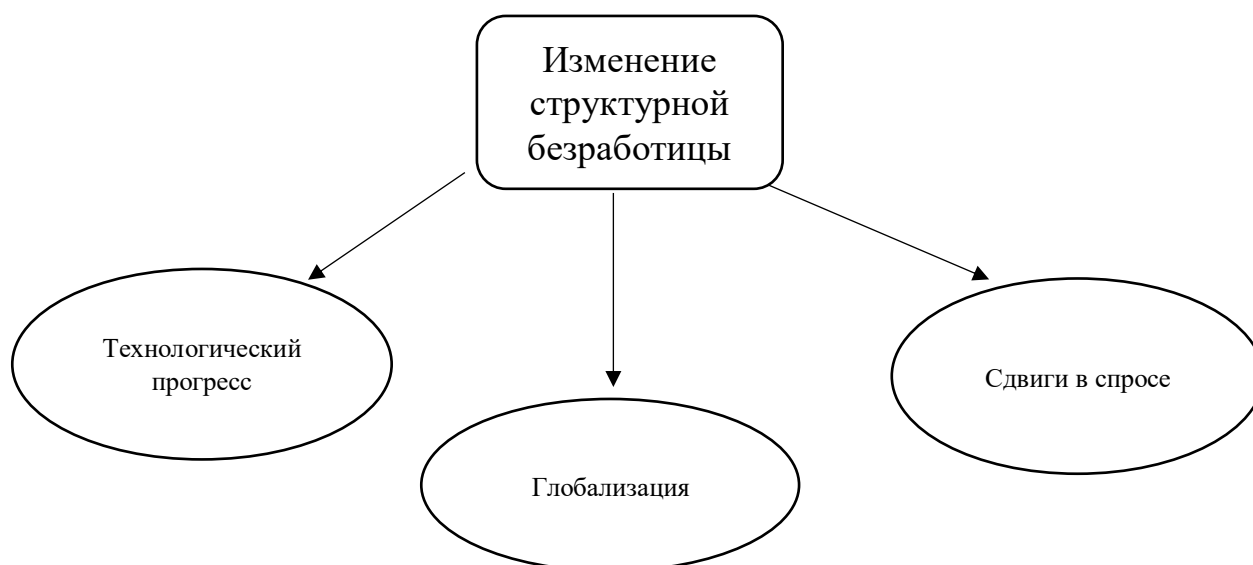 Изменение
структурной
безработицы
Технологический
прогресс
Глобализация
Сдвиги в спросе